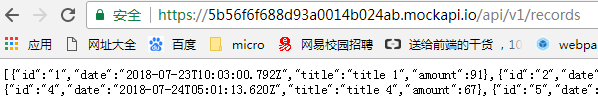 安全 https://5b56f6f688d93a0014b024ab.mockapi.io/api/v1/records
应用 网址大全 百度 micro 网易校园招聘 送给前端的干货，10 webpa
[{"id":"1","date":"2018-07-23T10:03:00.792Z","title":"title 1","amount":91},{"id":"2","date
{"id":"4","date":"2018-07-24T05:01:13.620Z","title":"title 4","amount":67},{"id":"5","date"